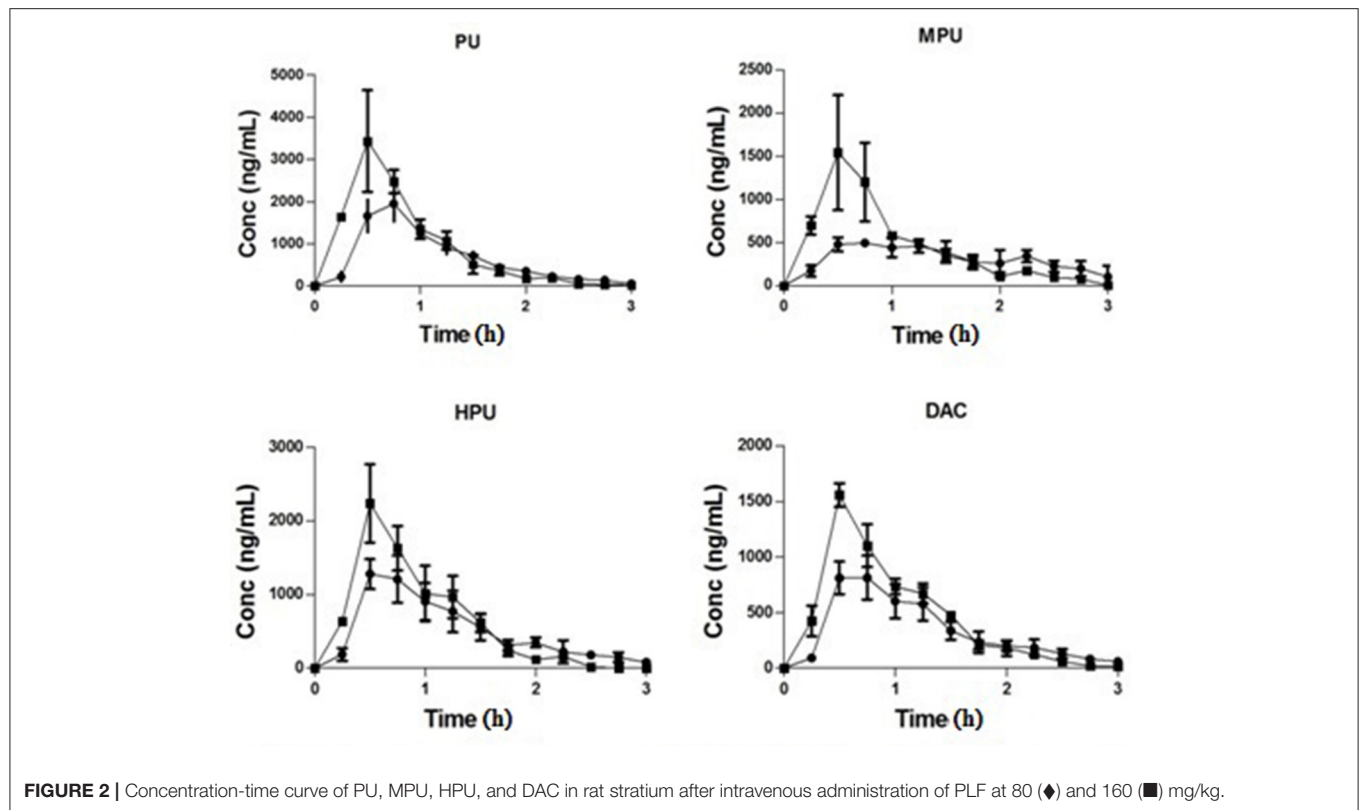 PU
5000
4000
3000
2000
1000
0
Conc (ng/mL)
0 1 2 3
Time (h)
MPU
2500
2000
1500
1000
500
0
Conc (ng/mL)
0 1 2 3
Time (h)
HPU
3000
2000
1000
0
Conc (ng/mL)
0 1 2 3
Time (h)
DAC
2000
1500
1000
500
0
Conc (ng/mL)
0 1 2 3
Time (h)
FIGURE 2 | Concentration-time curve of PU, MPU, HPU, and DAC in rat stratium after intravenous administration of PLF at 80 (♦) and 160 (■) mg/kg.